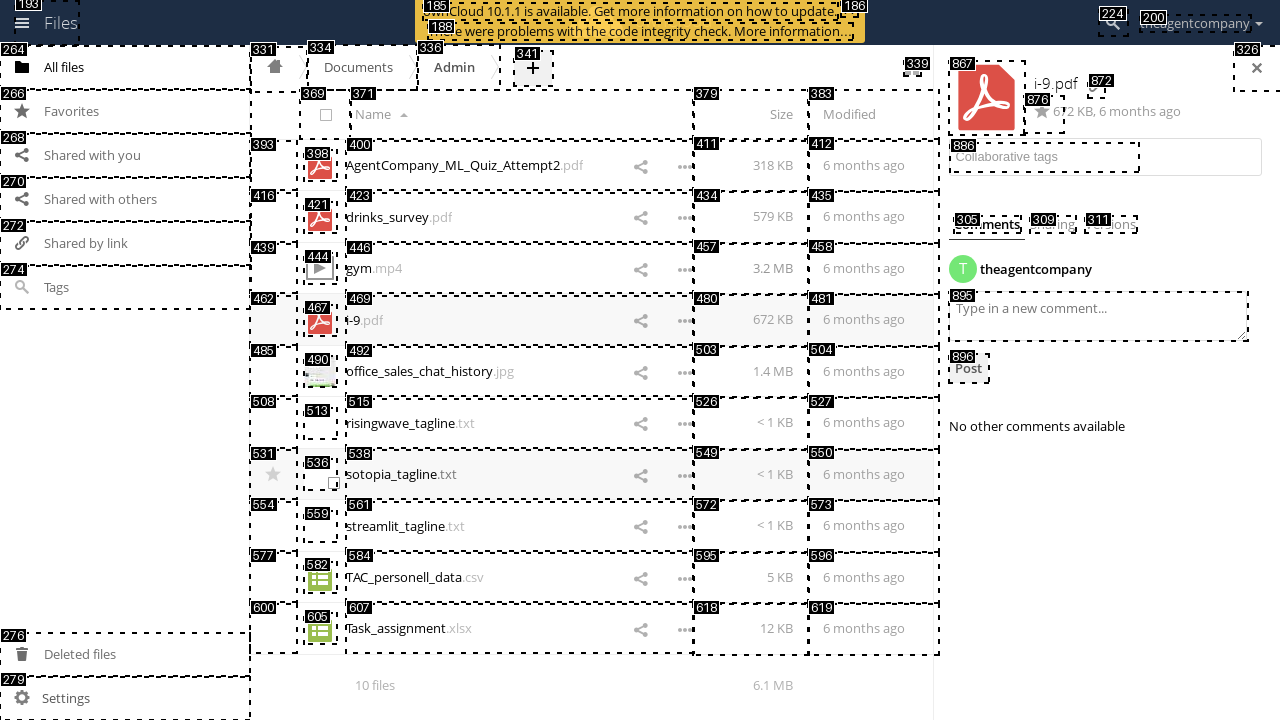 193
Files
185
ownCloud 10.1.1 is available. Get more information on how to update.
186
188
There were problems with the code integrity check. More information…
224
200
theagentcompany
264
All files
266
Favorites
268
Shared with you
270
Shared with others
272
Shared by link
274
Tags
276
Deleted files
279
Settings
331
334
Documents
336
Admin
341
+
339
326
369
371
Name
379
Size
383
Modified
393
398
400
AgentCompany_ML_Quiz_Attempt2.pdf
411
318 KB
412
6 months ago
416
421
423
drinks_survey.pdf
434
579 KB
435
6 months ago
439
444
446
gym.mp4
457
3.2 MB
458
6 months ago
462
467
469
i-9.pdf
480
672 KB
481
6 months ago
485
490
492
office_sales_chat_history.jpg
503
1.4 MB
504
6 months ago
508
513
515
risingwave_tagline.txt
526
< 1 KB
527
6 months ago
531
536
538
sotopia_tagline.txt
549
< 1 KB
550
6 months ago
554
559
561
streamlit_tagline.txt
572
< 1 KB
573
6 months ago
577
582
584
TAC_personell_data.csv
595
5 KB
596
6 months ago
600
605
607
Task_assignment.xlsx
618
12 KB
619
6 months ago
10 files
6.1 MB
867
i-9.pdf
872
876
672 KB, 6 months ago
886
Collaborative tags
305
Comments
309
Sharing
311
Versions
T
theagentcompany
895
Type in a new comment...
896
Post
No other comments available